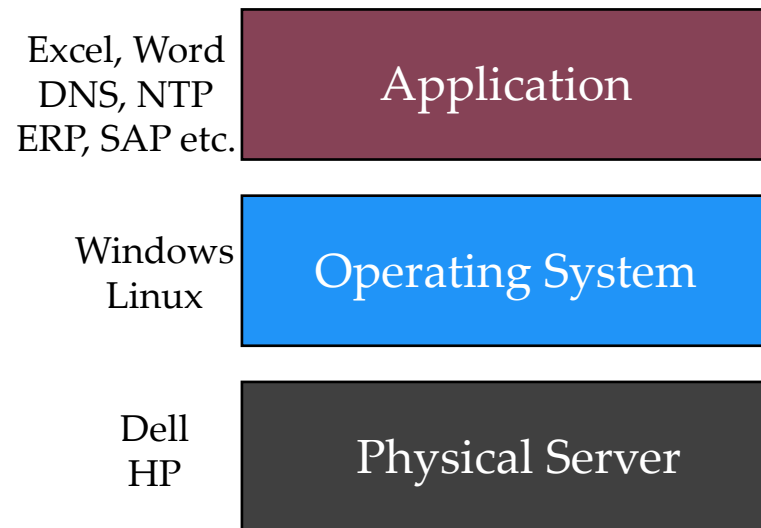 Excel, Word
DNS, NTP
ERP, SAP etc.
Application
Windows
Linux
Operating System
Dell
HP
Physical Server